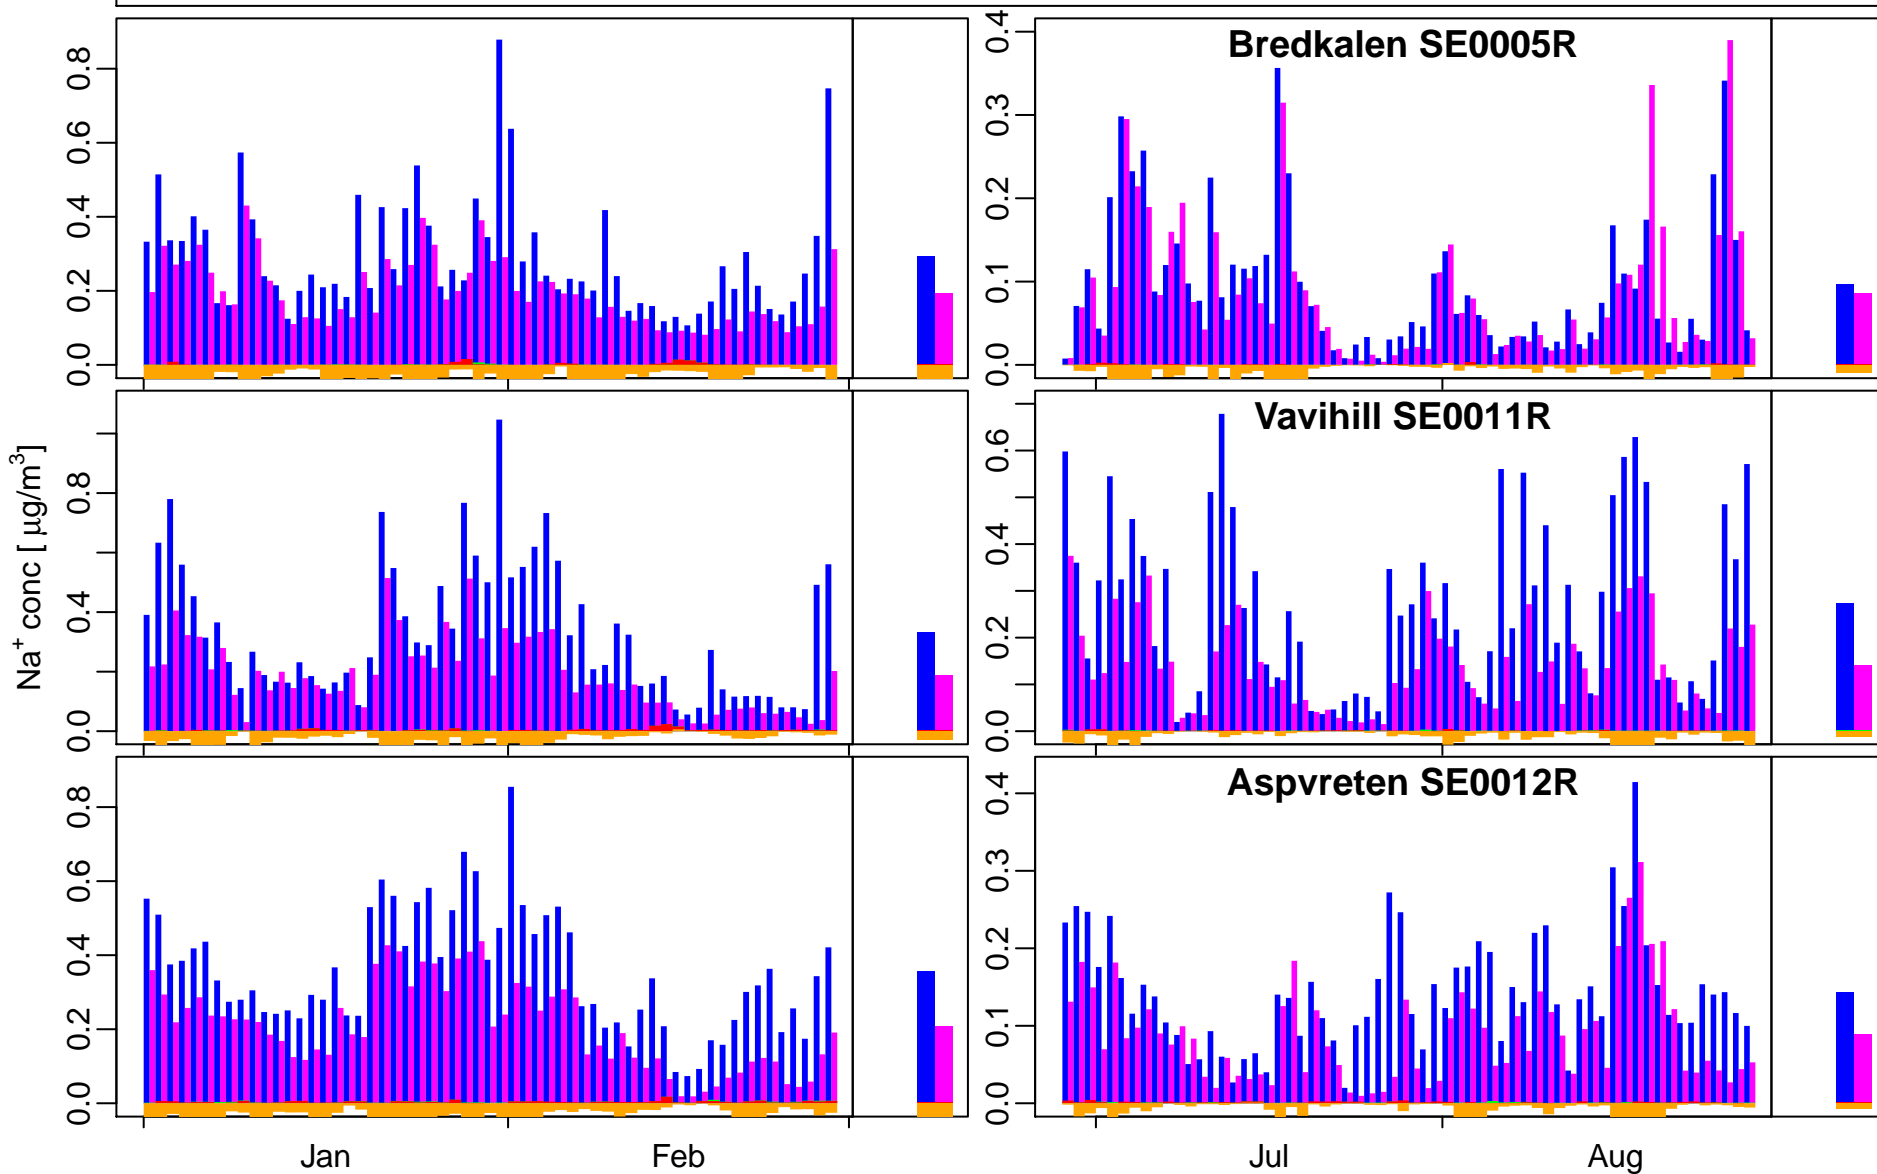 Bredkalen SE0005R
0.0 0.2 0.4 0.6 0.8
0.0 0.1 0.2 0.3 0.4
Vavihill SE0011R
Na+ conc [ μg/m3]
0.0 0.4 0.8
0.0 0.2 0.4 0.6
Aspvreten SE0012R
0.0 0.2 0.4 0.6 0.8
0.0 0.1 0.2 0.3 0.4
Jan Feb Jul Aug